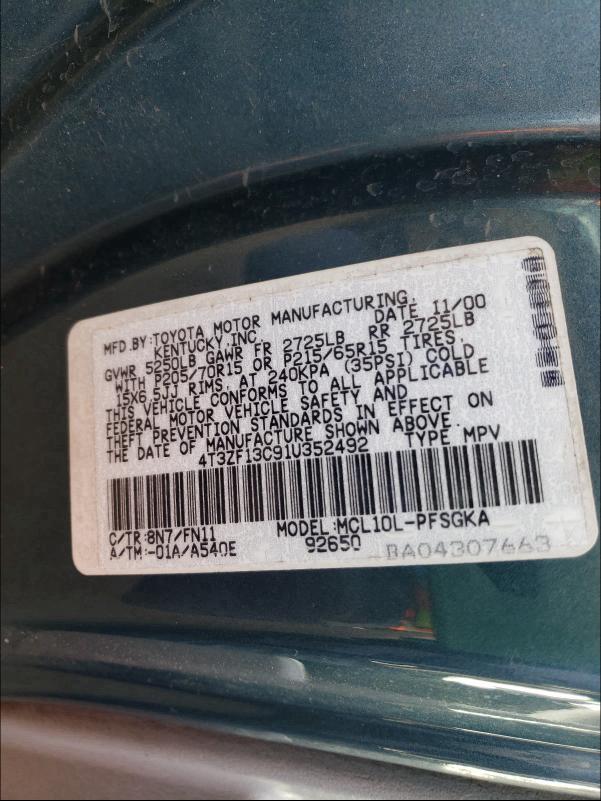 MFD.BY:TOYOTA MOTOR MANUFACTURING,
KENTUCKY,INC. DATE 11/00
GVWR 5250LB GAWR FR 2725LB RR 2725LB
WITH P205/70R15 OR P215/65R15 TIRES,
15X6.5JJ RIMS, AT 240KPA (35PSI) COLD
THIS VEHICLE CONFORMS TO ALL APPLICABLE
FEDERAL MOTOR VEHICLE SAFETY AND
THEFT PREVENTION STANDARDS IN EFFECT ON
THE DATE OF MANUFACTURE SHOWN ABOVE.
4T3ZF13C91U352492 TYPE MPV
C/TR:8N7/FN11 MODEL:MCL10L-PFSGKA
A/TM:-01A/A540E 92650 BA04307663